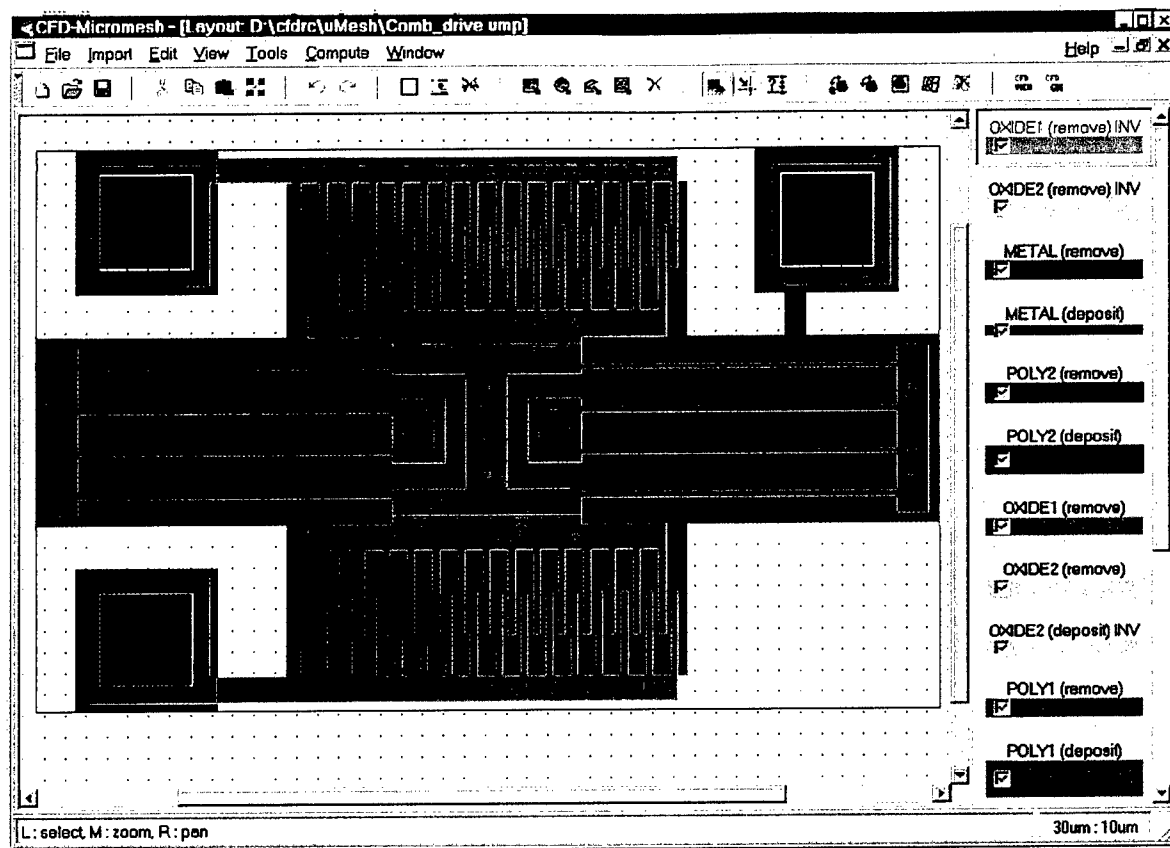 CFD-Micromesh - [Layout: D:\cfdrc\uMesh\Comb_drive.ump]
File Import Edit View Tools Compute Window Help
OXIDE1 (remove) INV
OXIDE2 (remove) INV
METAL (remove)
METAL (deposit)
POLY2 (remove)
POLY2 (deposit)
OXIDE1 (remove)
OXIDE2 (remove)
OXIDE2 (deposit) INV
POLY1 (remove)
POLY1 (deposit)
L : select, M : zoom, R : pan
30um : 10um